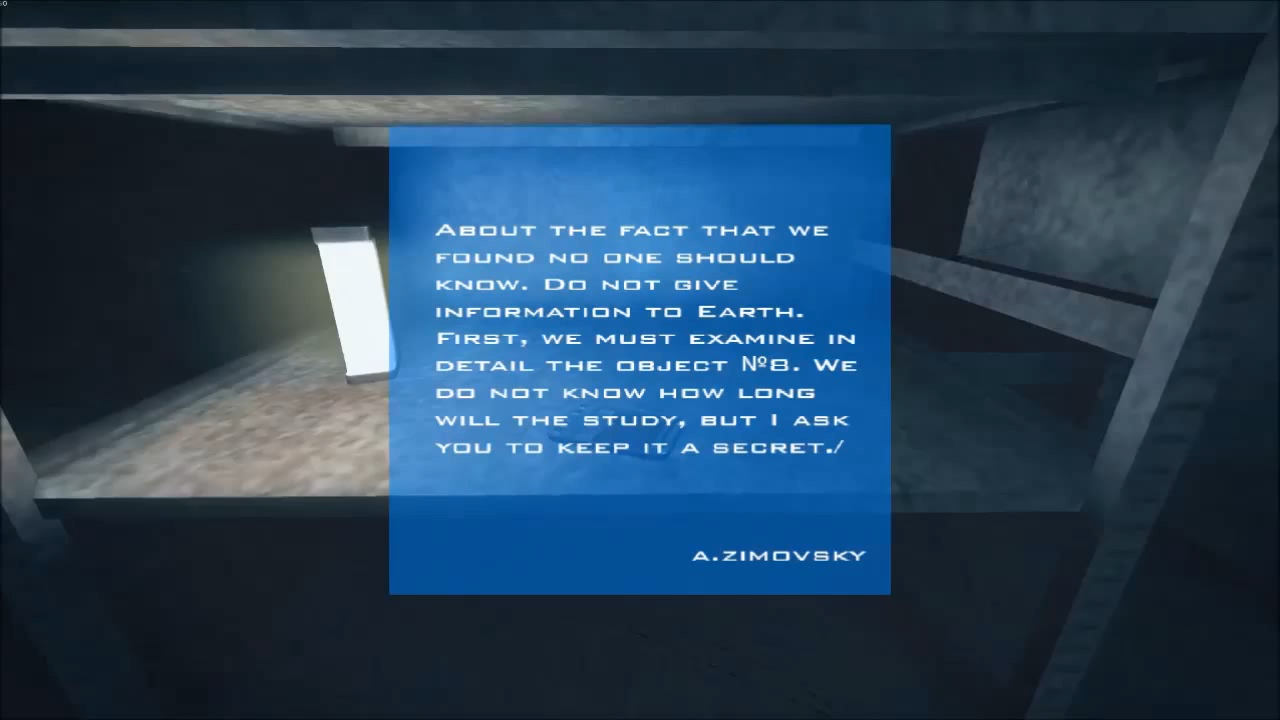 60
About the fact that we
found no one should
know. Do not give
information to Earth.
First, we must examine in
detail the object №8. We
do not know how long
will the study, but I ask
you to keep it a secret./
A.Zimovsky